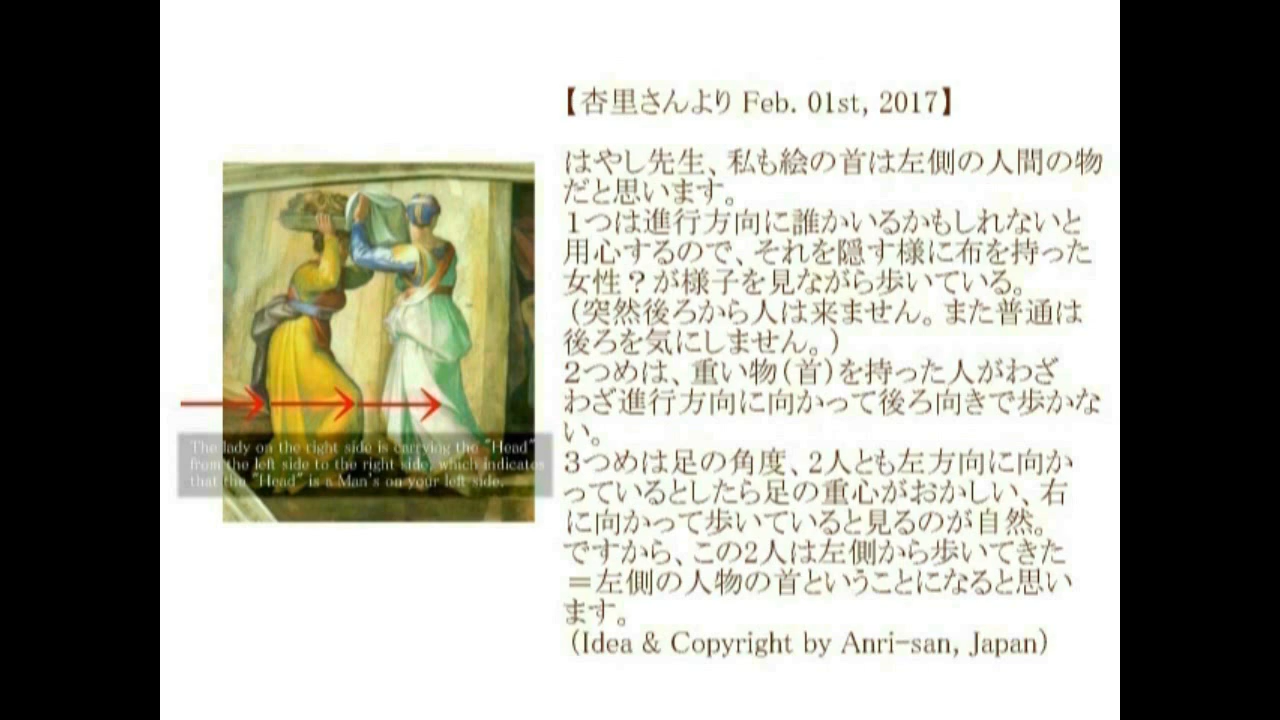 【杏里さんより Feb. 01st, 2017】
はやし先生、私も絵の首は左側の人間の物
だと思います。
1つは進行方向に誰かいるかもしれないと
用心するので、それを隠す様に布を持った
女性？が様子を見ながら歩いている。
（突然後ろから人は来ません。また普通は
後ろを気にしません。）
2つめは、重い物（首）を持った人がわざ
わざ進行方向に向かって後ろ向きで歩かな
い。
3つめは足の角度、2人とも左方向に向か
っているとしたら足の重心がおかしい、右
に向かって歩いていると見るのが自然。
ですから、この2人は左側から歩いてきた
＝左側の人物の首ということになると思い
ます。
（Idea & Copyright by Anri-san, Japan）
The lady on the right side is carrying the "Head"
from the left side to the right side, which indicates
that the "Head" is a Man's on your left side.